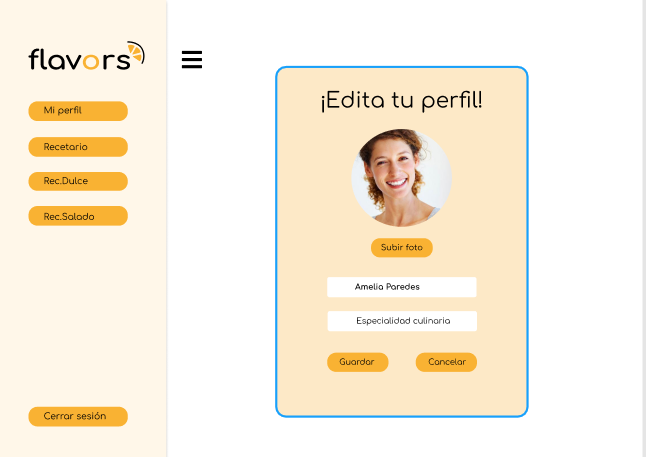 flavors
Mi perfil
Recetario
Rec.Dulce
Rec.Salado
Cerrar sesión
¡Edita tu perfil!
Subir foto
Amelia Paredes
Especialidad culinaria
Guardar
Cancelar